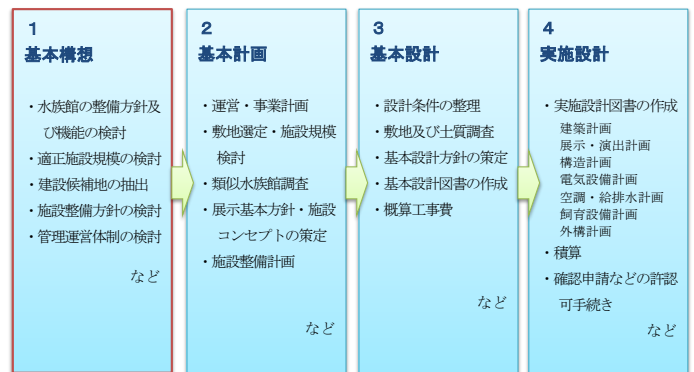 1
基本構想
・水族館の整備方針及
び機能の検討
・適正施設規模の検討
・建設候補地の抽出
・施設整備方針の検討
・管理運営体制の検討
など
2
基本計画
・運営・事業計画
・敷地選定・施設規模
検討
・類似水族館調査
・展示基本方針・施設
コンセプトの策定
・施設整備計画
など
3
基本設計
・設計条件の整理
・敷地及び土質調査
・基本設計方針の策定
・基本設計図書の作成
・概算工事費
など
4
実施設計
・実施設計図書の作成
建築計画
展示・演出計画
構造計画
電気設備計画
空調・給排水計画
飼育設備計画
外構計画
・積算
・確認申請などの許認
可手続き
など